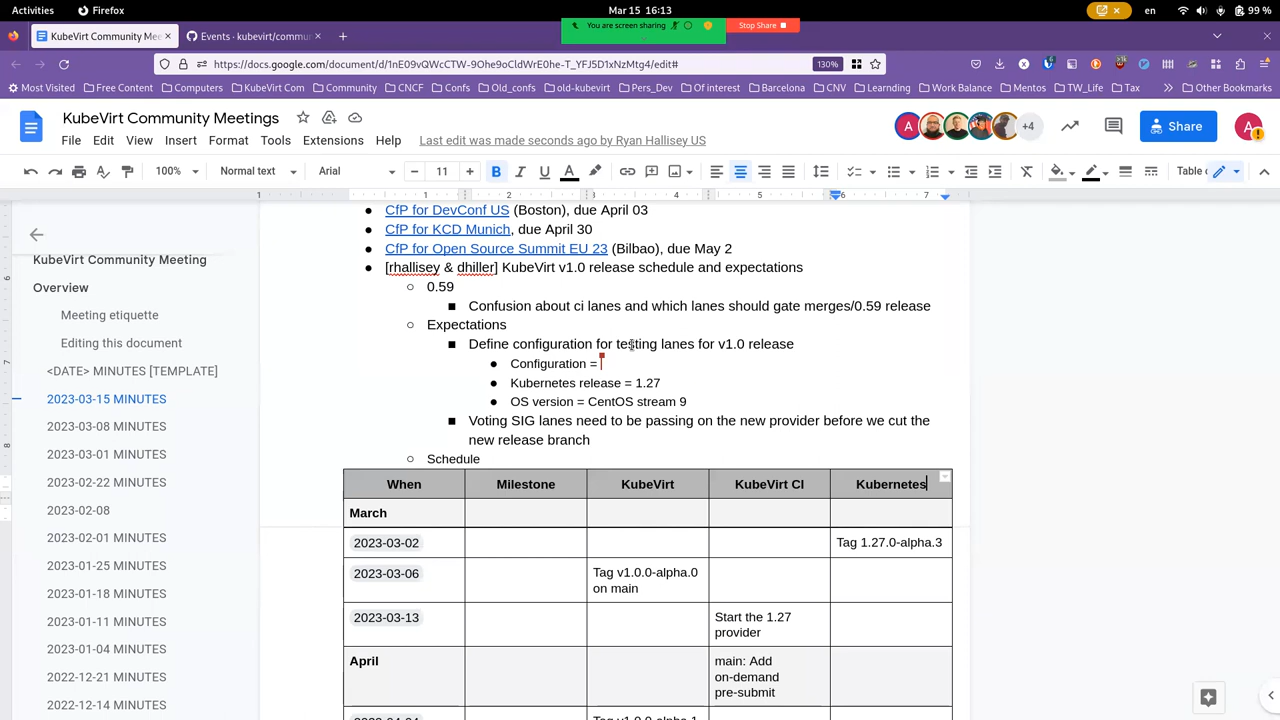 Activities Firefox Mar 15 16:13 en 99 %
You are screen sharing Stop Share
KubeVirt Community Mee Events · kubevirt/commu
https://docs.google.com/document/d/1nE09vQWcCTW-9Ohe9oCldWrE0he-T_YFJ5D1xNzMtg4/edit# 130%
Most Visited Free Content Computers KubeVirt Com Community CNCF Confs Old_confs old-kubevirt Pers_Dev Of interest Barcelona CNV Learnding Work Balance Mentos TW_Life Tax Other Bookmarks
KubeVirt Community Meetings
File Edit View Insert Format Tools Extensions Help Last edit was made seconds ago by Ryan Hallisey US
A +4 Share A
100% Normal text Arial 11 Table c
1 1 2 3 4 5 6 7
CfP for DevConf US (Boston), due April 03
CfP for KCD Munich, due April 30
CfP for Open Source Summit EU 23 (Bilbao), due May 2
[rhallisey & dhiller] KubeVirt v1.0 release schedule and expectations
0.59
Confusion about ci lanes and which lanes should gate merges/0.59 release
Expectations
Define configuration for testing lanes for v1.0 release
Configuration =
Kubernetes release = 1.27
OS version = CentOS stream 9
Voting SIG lanes need to be passing on the new provider before we cut the
new release branch
Schedule
When Milestone KubeVirt KubeVirt CI Kubernetes
March
2023-03-02 Tag 1.27.0-alpha.3
2023-03-06 Tag v1.0.0-alpha.0
on main
2023-03-13 Start the 1.27
provider
April main: Add
on-demand
pre-submit
KubeVirt Community Meeting
Overview
Meeting etiquette
Editing this document
<DATE> MINUTES [TEMPLATE]
2023-03-15 MINUTES
2023-03-08 MINUTES
2023-03-01 MINUTES
2023-02-22 MINUTES
2023-02-08
2023-02-01 MINUTES
2023-01-25 MINUTES
2023-01-18 MINUTES
2023-01-11 MINUTES
2023-01-04 MINUTES
2022-12-21 MINUTES
2022-12-14 MINUTES